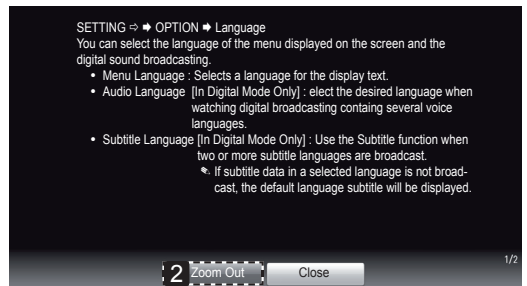 SETTING ⇨ ➡ OPTION ➡ Language
You can select the language of the menu displayed on the screen and the
digital sound broadcasting.
• Menu Language : Selects a language for the display text.
• Audio Language [In Digital Mode Only] : elect the desired language when
watching digital broadcasting containg several voice
languages.
• Subtitle Language [In Digital Mode Only] : Use the Subtitle function when
two or more subtitle languages are broadcast.
✎ If subtitle data in a selected language is not broad-
cast, the default language subtitle will be displayed.
1/2
2 Zoom Out Close